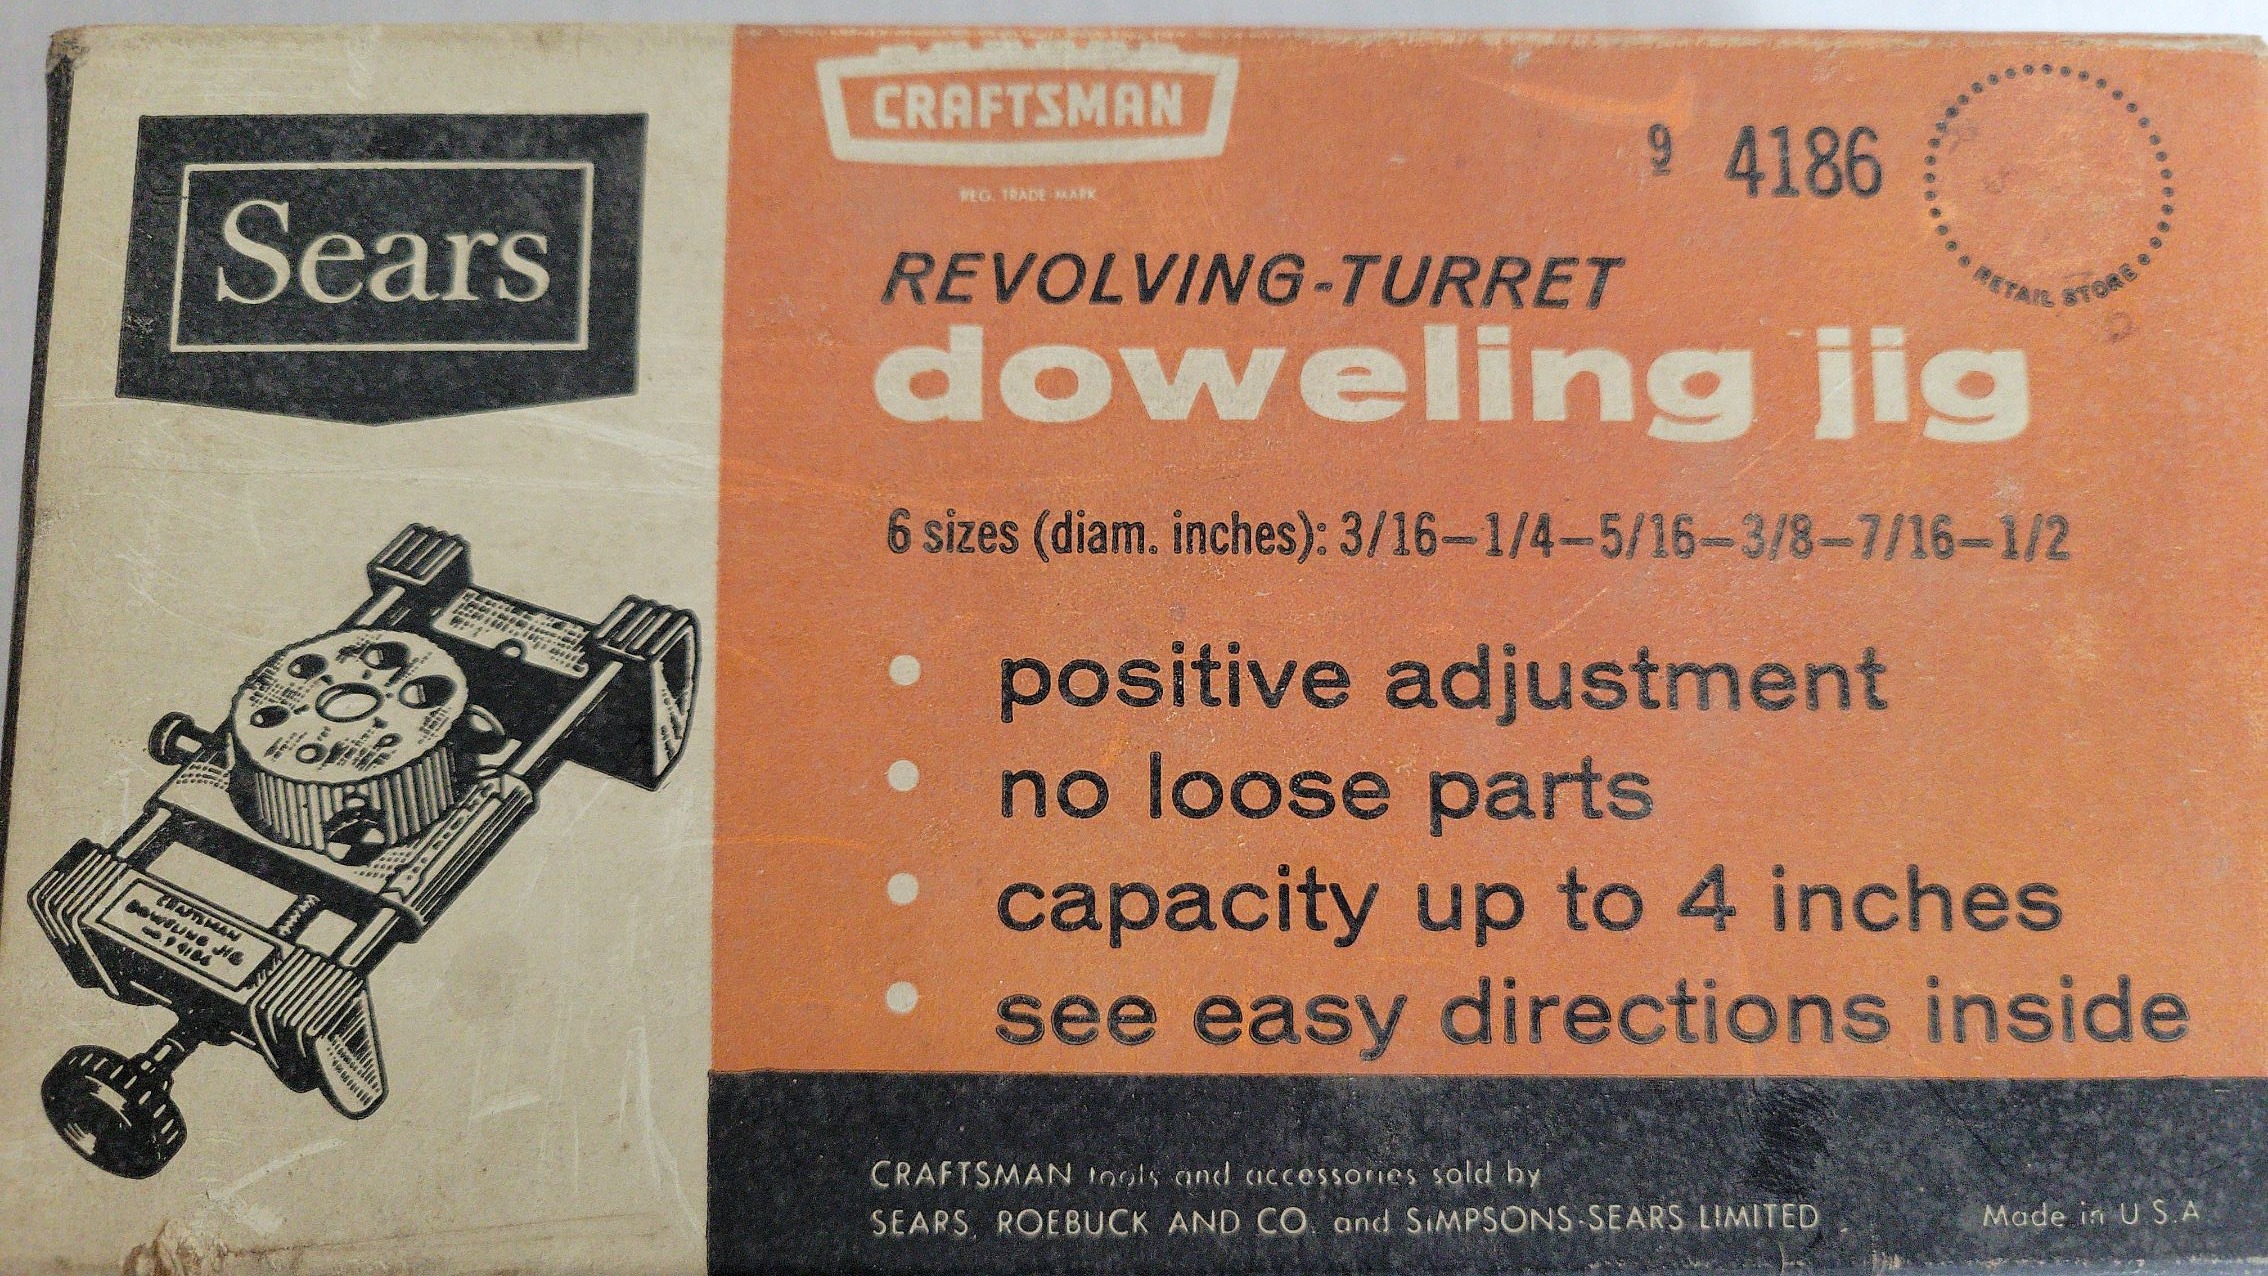 Sears
CRAFTSMAN
REG. TRADE MARK
9 4186
RETAIL STORE
REVOLVING-TURRET
doweling jig
6 sizes (diam. inches): 3/16—1/4—5/16—3/8—7/16—1/2
• positive adjustment
• no loose parts
• capacity up to 4 inches
• see easy directions inside
CRAFTSMAN
DOWELING JIG
9 4186
CRAFTSMAN tools and accessories sold by
SEARS, ROEBUCK AND CO. and SIMPSONS-SEARS LIMITED
Made in U.S.A